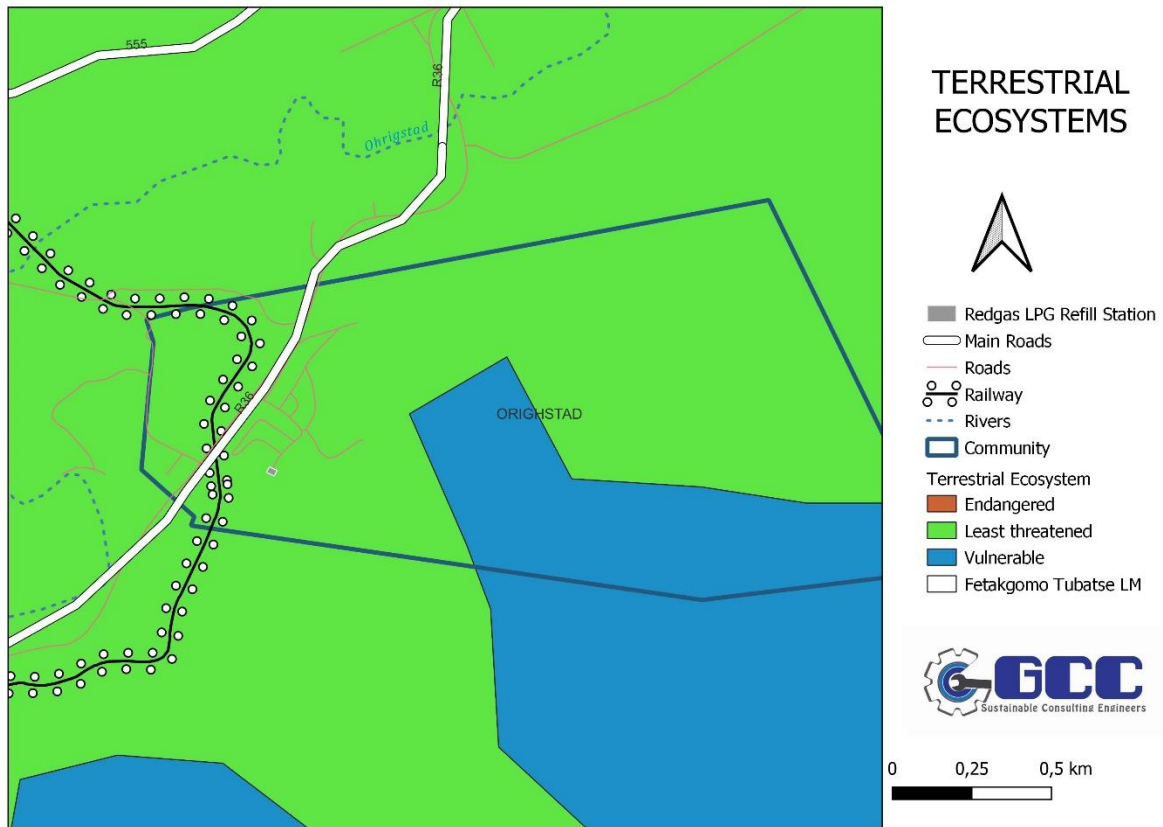 555
R36
Ohrigstad
R36
ORIGHSTAD
TERRESTRIAL
ECOSYSTEMS
Redgas LPG Refill Station
Main Roads
Roads
Railway
Rivers
Community
Terrestrial Ecosystem
Endangered
Least threatened
Vulnerable
Fetakgomo Tubatse LM
GCC
Sustainable Consulting Engineers
0 0,25 0,5 km